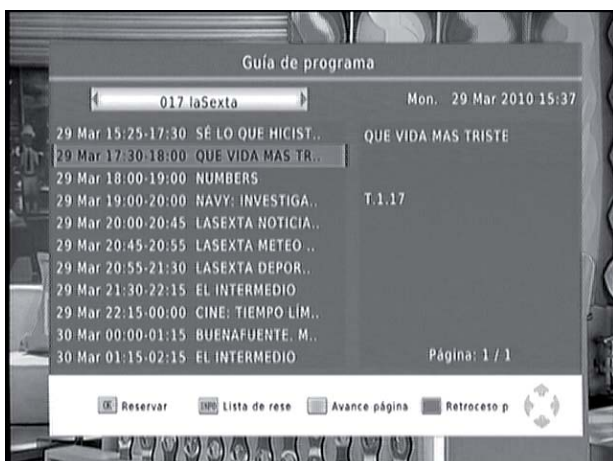 Guía de programa
017 laSexta
Mon. 29 Mar 2010 15:37
29 Mar 15:25-17:30 SÉ LO QUE HICIST..
29 Mar 17:30-18:00 QUE VIDA MAS TR..
29 Mar 18:00-19:00 NUMBERS
29 Mar 19:00-20:00 NAVY: INVESTIGA..
29 Mar 20:00-20:45 LASEXTA NOTICIA..
29 Mar 20:45-20:55 LASEXTA METEO ..
29 Mar 20:55-21:30 LASEXTA DEPOR..
29 Mar 21:30-22:15 EL INTERMEDIO
29 Mar 22:15-00:00 CINE: TIEMPO LÍM..
30 Mar 00:00-01:15 BUENAFUENTE. M..
30 Mar 01:15-02:15 EL INTERMEDIO
QUE VIDA MAS TRISTE
T.1.17
Página: 1 / 1
OK Reservar INFO Lista de rese Avance página Retroceso p